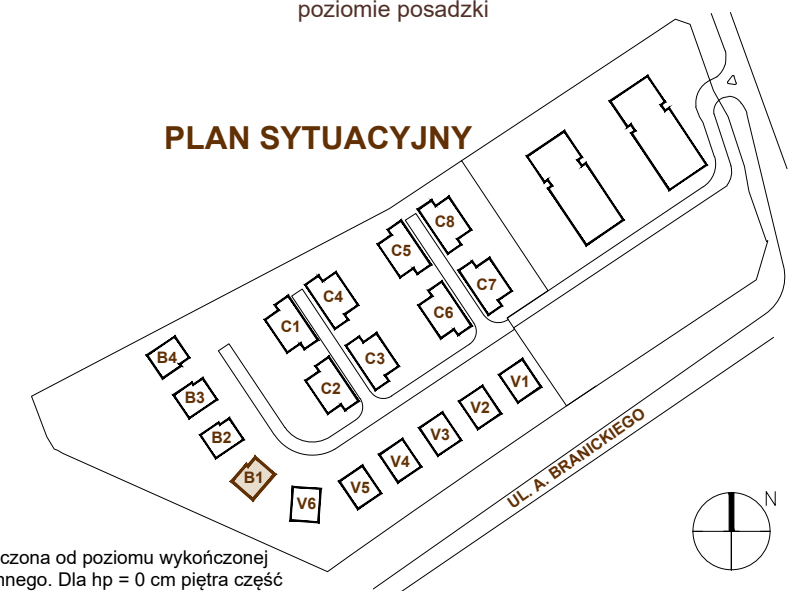 poziomie posadzki
PLAN SYTUACYJNY
C8
C5
C7
C4
C6
C1
C3
B4
C2
V1
B3
V2
B2
V3
V4
B1
V5
V6
UL. A. BRANICKIEGO
N
czona od poziomu wykończonej
nnego. Dla hp = 0 cm piętra część